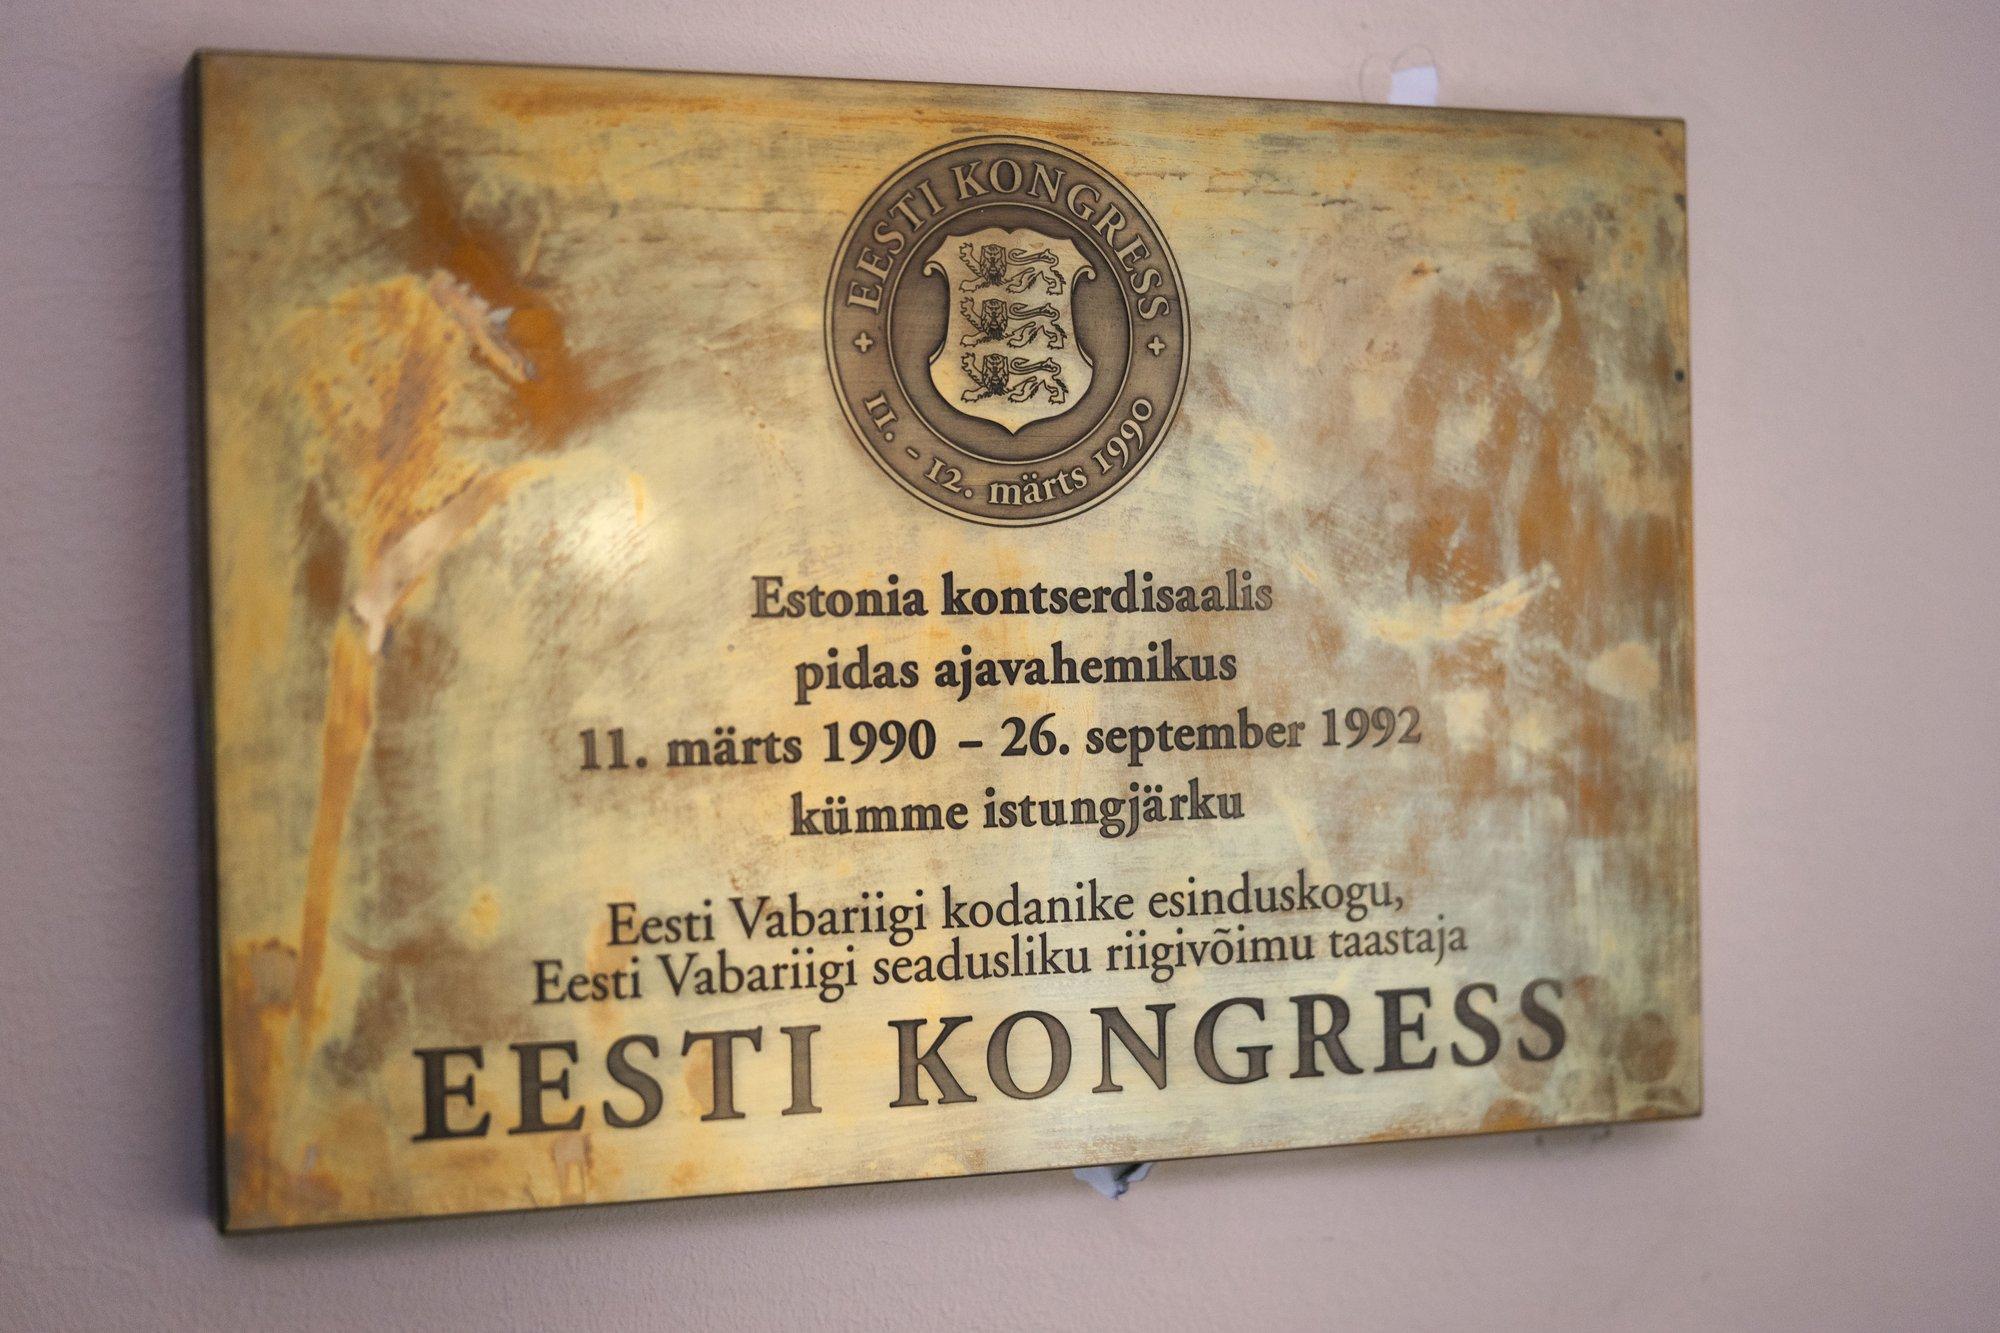 EESTI KONGRESS
11. - 12. märts 1990
Estonia kontserdisaalis
pidas ajavahemikus
11. märts 1990 – 26. september 1992
kümme istungjärku
Eesti Vabariigi kodanike esinduskogu,
Eesti Vabariigi seadusliku riigivõimu taastaja
EESTI KONGRESS